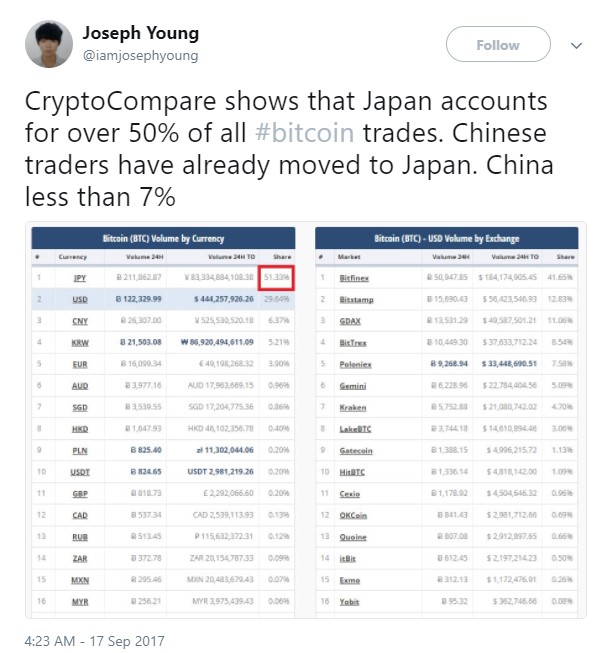 Joseph Young
@iamjosephyoung
Follow
CryptoCompare shows that Japan accounts
for over 50% of all #bitcoin trades. Chinese
traders have already moved to Japan. China
less than 7%
Bitcoin (BTC) Volume by Currency
# Currency Volume 24H Volume 24H TO Share
1 JPY Ƀ 211,862.87 ¥ 83,334,884,108.38 51.33%
2 USD Ƀ 122,329.99 $ 444,257,926.26 29.64%
3 CNY Ƀ 26,307.00 ¥ 525,530,520.18 6.37%
4 KRW Ƀ 21,503.08 ₩ 86,920,494,611.09 5.21%
5 EUR Ƀ 16,099.34 € 49,198,268.32 3.90%
6 AUD Ƀ 3,977.16 AUD 17,963,669.15 0.96%
7 SGD Ƀ 3,539.55 SGD 17,204,775.36 0.86%
8 HKD Ƀ 1,647.93 HKD 46,102,356.78 0.40%
9 PLN Ƀ 825.40 zł 11,302,044.06 0.20%
10 USDT Ƀ 824.65 USDT 2,981,219.26 0.20%
11 GBP Ƀ 818.73 £ 2,292,066.60 0.20%
12 CAD Ƀ 537.34 CAD 2,539,113.93 0.13%
13 RUB Ƀ 513.45 ₽ 115,632,372.31 0.12%
14 ZAR Ƀ 372.78 ZAR 20,154,787.33 0.09%
15 MXN Ƀ 295.46 MXN 20,483,679.43 0.07%
16 MYR Ƀ 256.21 MYR 3,975,439.43 0.06%
Bitcoin (BTC) - USD Volume by Exchange
# Market Volume 24H Volume 24H TO Share
1 Bitfinex Ƀ 50,947.85 $ 184,174,905.45 41.65%
2 Bitstamp Ƀ 15,690.43 $ 56,423,546.93 12.83%
3 GDAX Ƀ 13,531.29 $ 49,587,501.21 11.06%
4 BitTrex Ƀ 10,449.30 $ 37,633,712.24 8.54%
5 Poloniex Ƀ 9,268.94 $ 33,448,690.51 7.58%
6 Gemini Ƀ 6,228.96 $ 22,784,404.56 5.09%
7 Kraken Ƀ 5,752.88 $ 21,080,742.02 4.70%
8 LakeBTC Ƀ 3,744.18 $ 14,610,894.46 3.06%
9 Gatecoin Ƀ 1,388.15 $ 4,996,215.72 1.13%
10 HitBTC Ƀ 1,336.14 $ 4,818,142.00 1.09%
11 Cexio Ƀ 1,178.92 $ 4,504,646.32 0.96%
12 OKCoin Ƀ 841.43 $ 2,981,712.66 0.69%
13 Quoine Ƀ 807.08 $ 2,912,897.65 0.66%
14 itBit Ƀ 612.45 $ 2,197,214.23 0.50%
15 Exmo Ƀ 312.13 $ 1,172,476.91 0.26%
16 Yobit Ƀ 95.32 $ 362,746.66 0.08%
4:23 AM - 17 Sep 2017